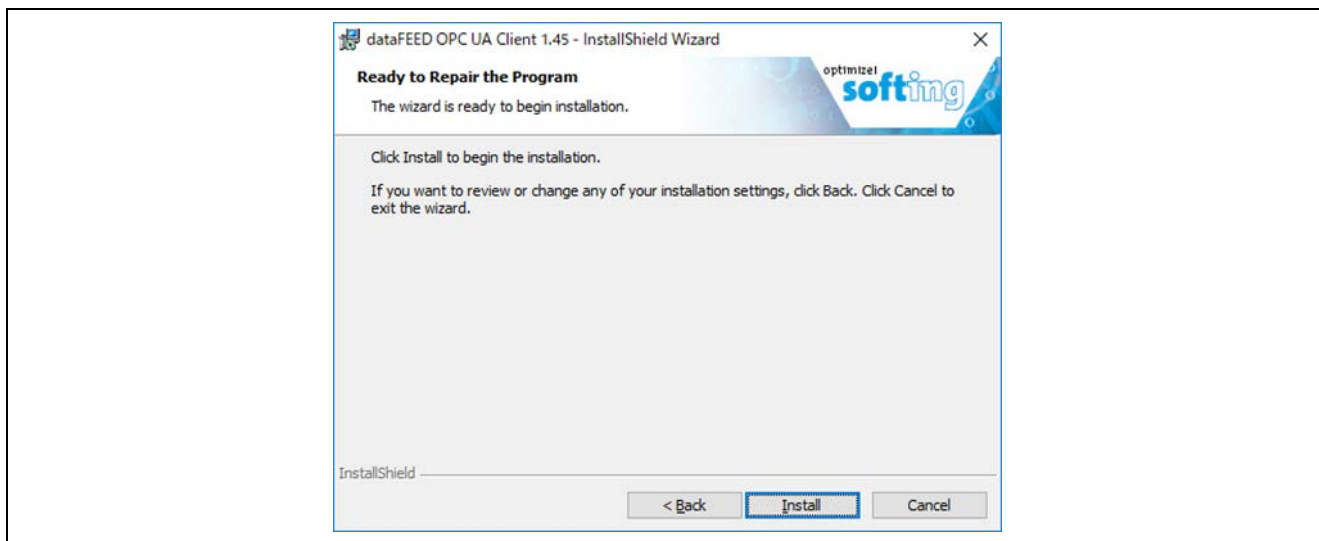 dataFEED OPC UA Client 1.45 - InstallShield Wizard
Ready to Repair the Program
The wizard is ready to begin installation.
optimize!
softing
Click Install to begin the installation.
If you want to review or change any of your installation settings, click Back. Click Cancel to
exit the wizard.
InstallShield
< Back
Install
Cancel